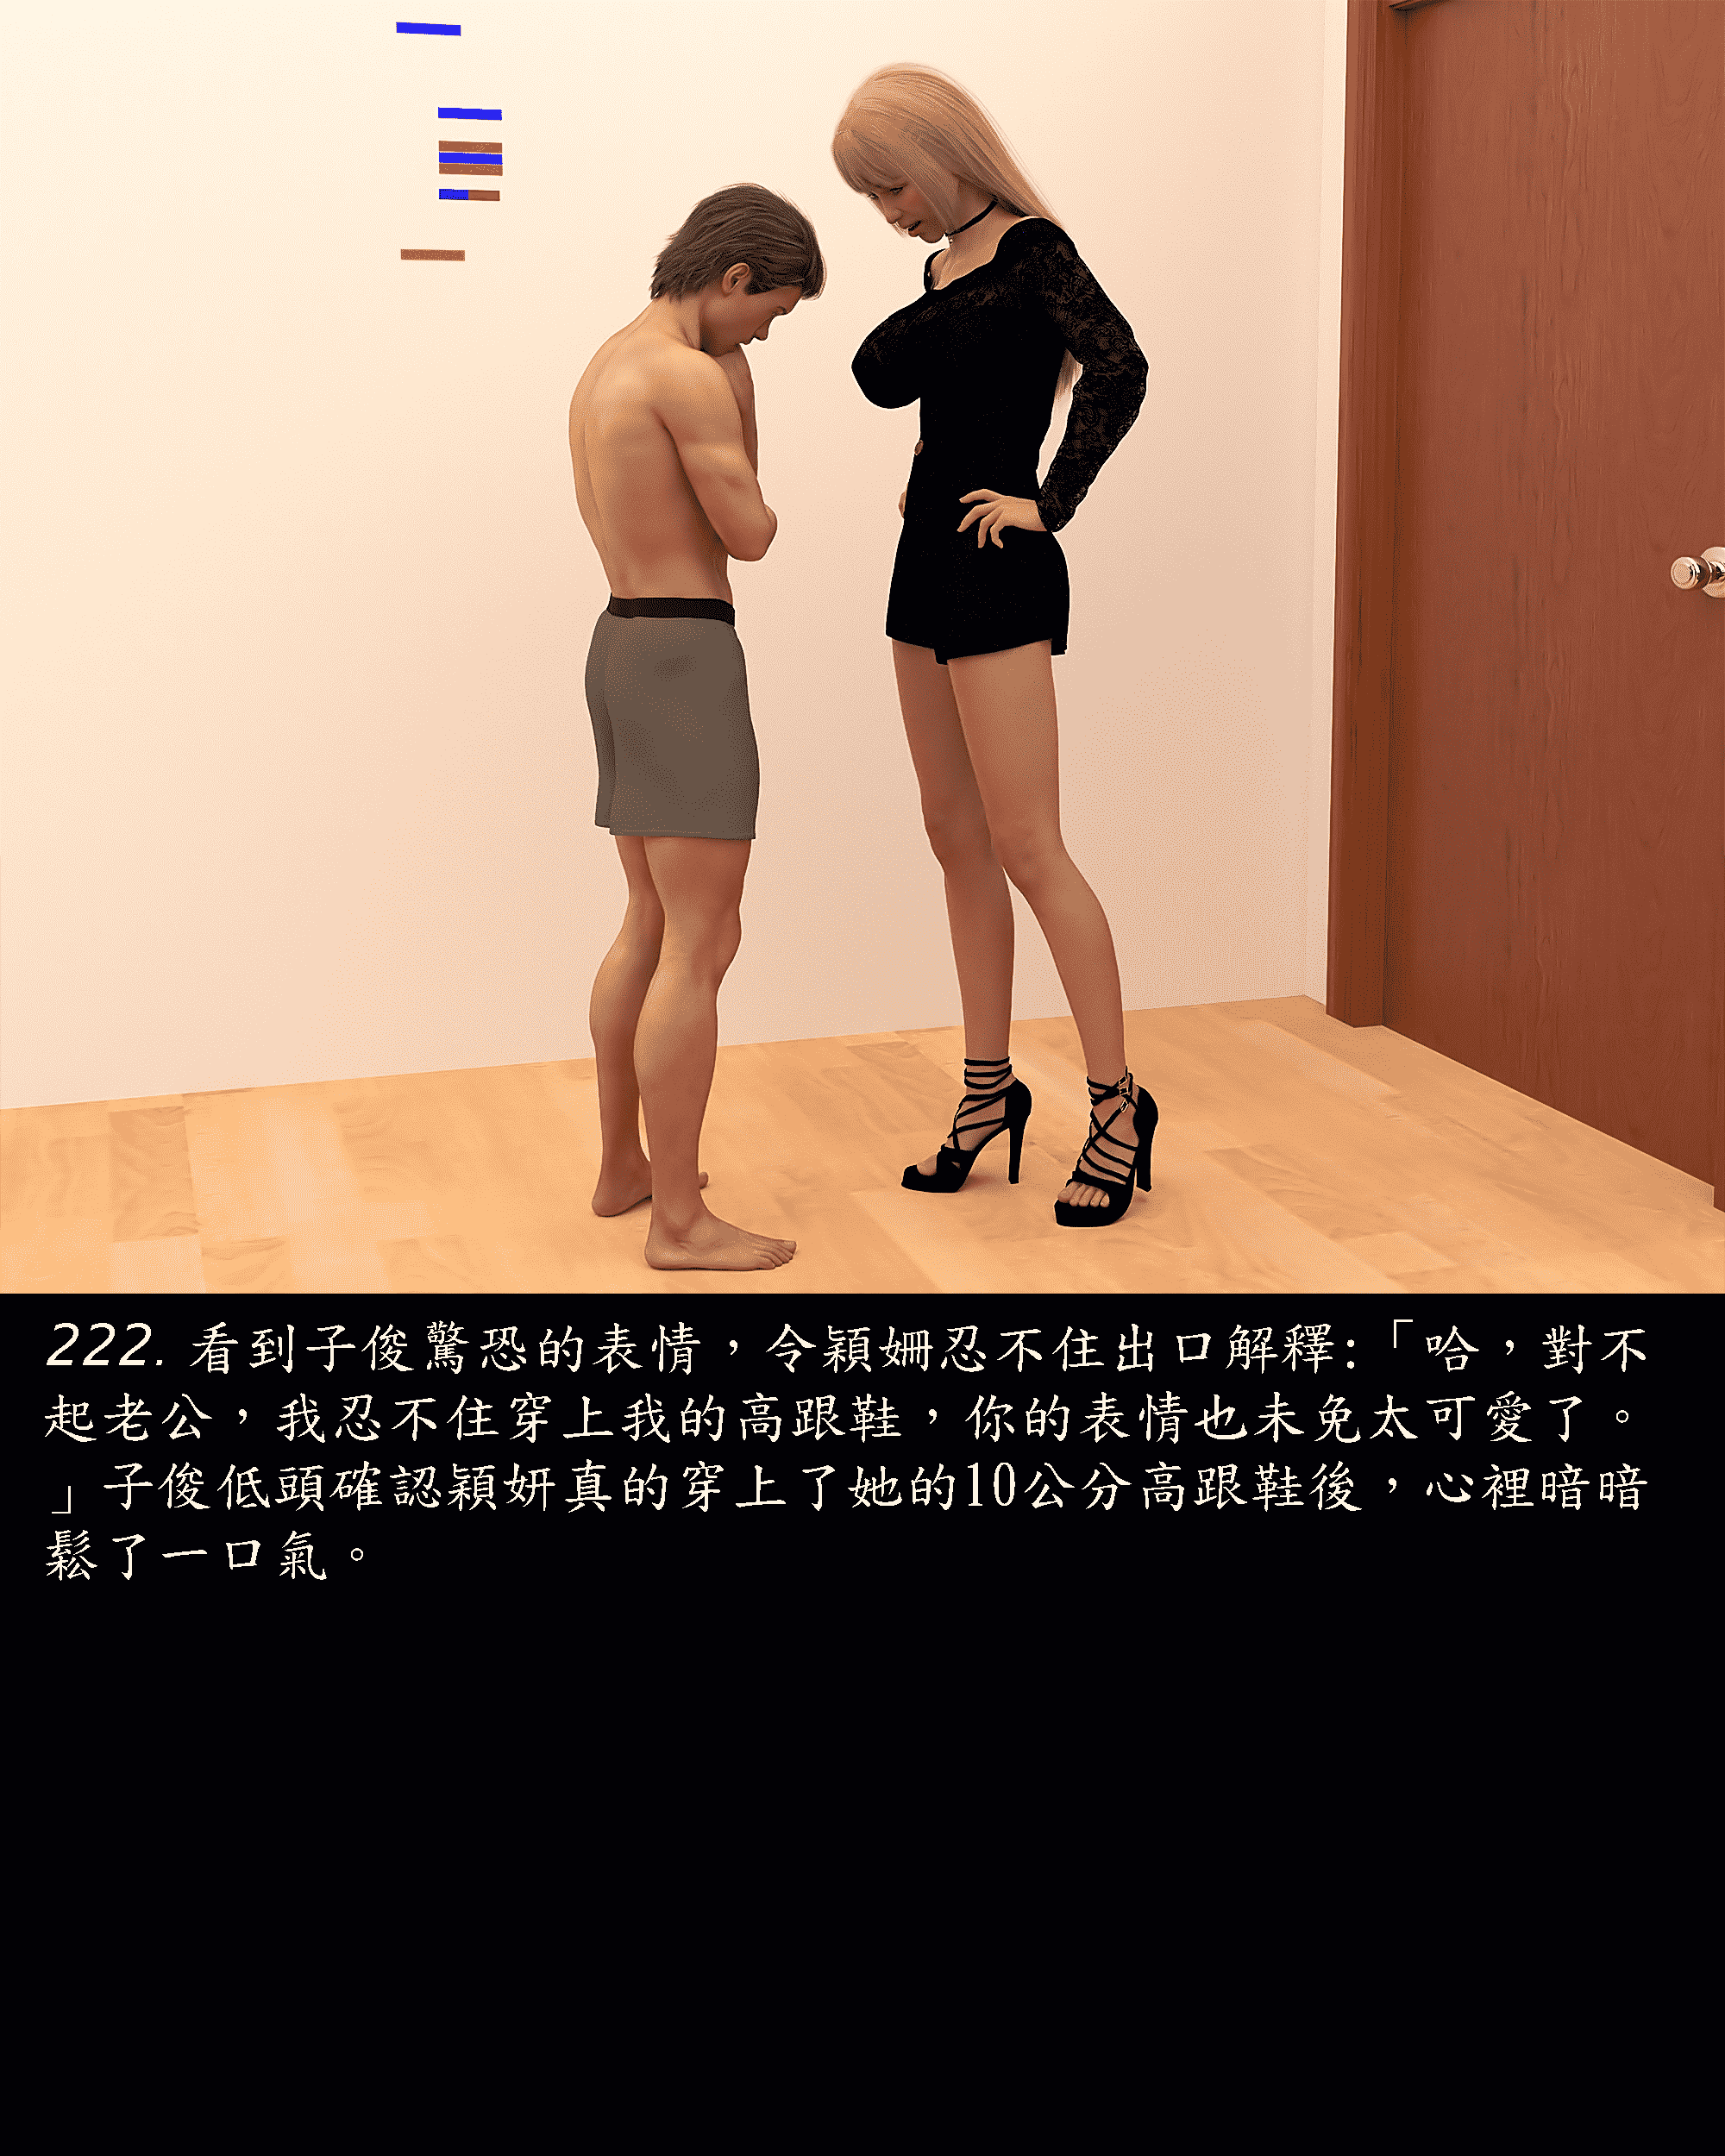 222. 看到子俊驚恐的表情，令穎姍忍不住出口解釋:「哈，對不
起老公，我忍不住穿上我的高跟鞋，你的表情也未免太可愛了。
」子俊低頭確認穎妍真的穿上了她的10公分高跟鞋後，心裡暗暗
鬆了一口氣。